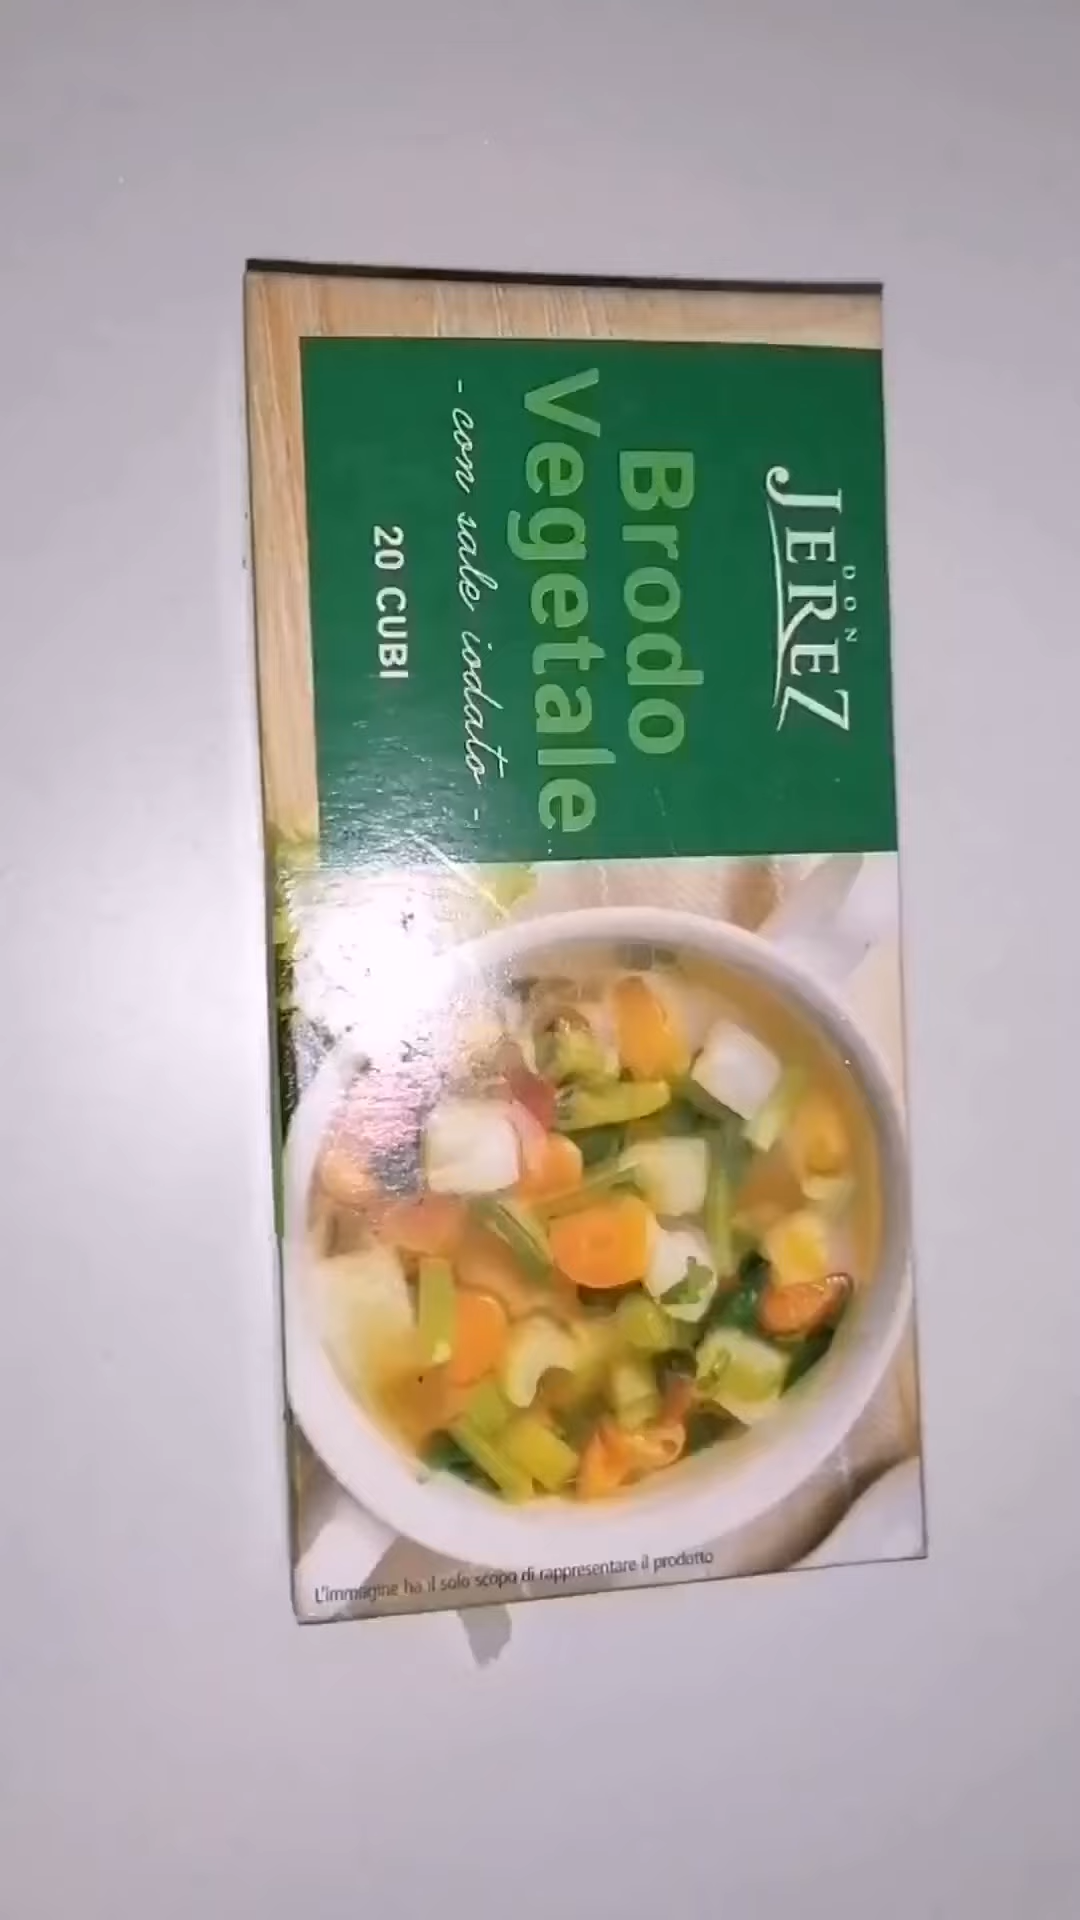 DON
JEREZ
Brodo
Vegetale
- con sale iodato -
20 CUBI
L'immagine ha il solo scopo di rappresentare il prodotto